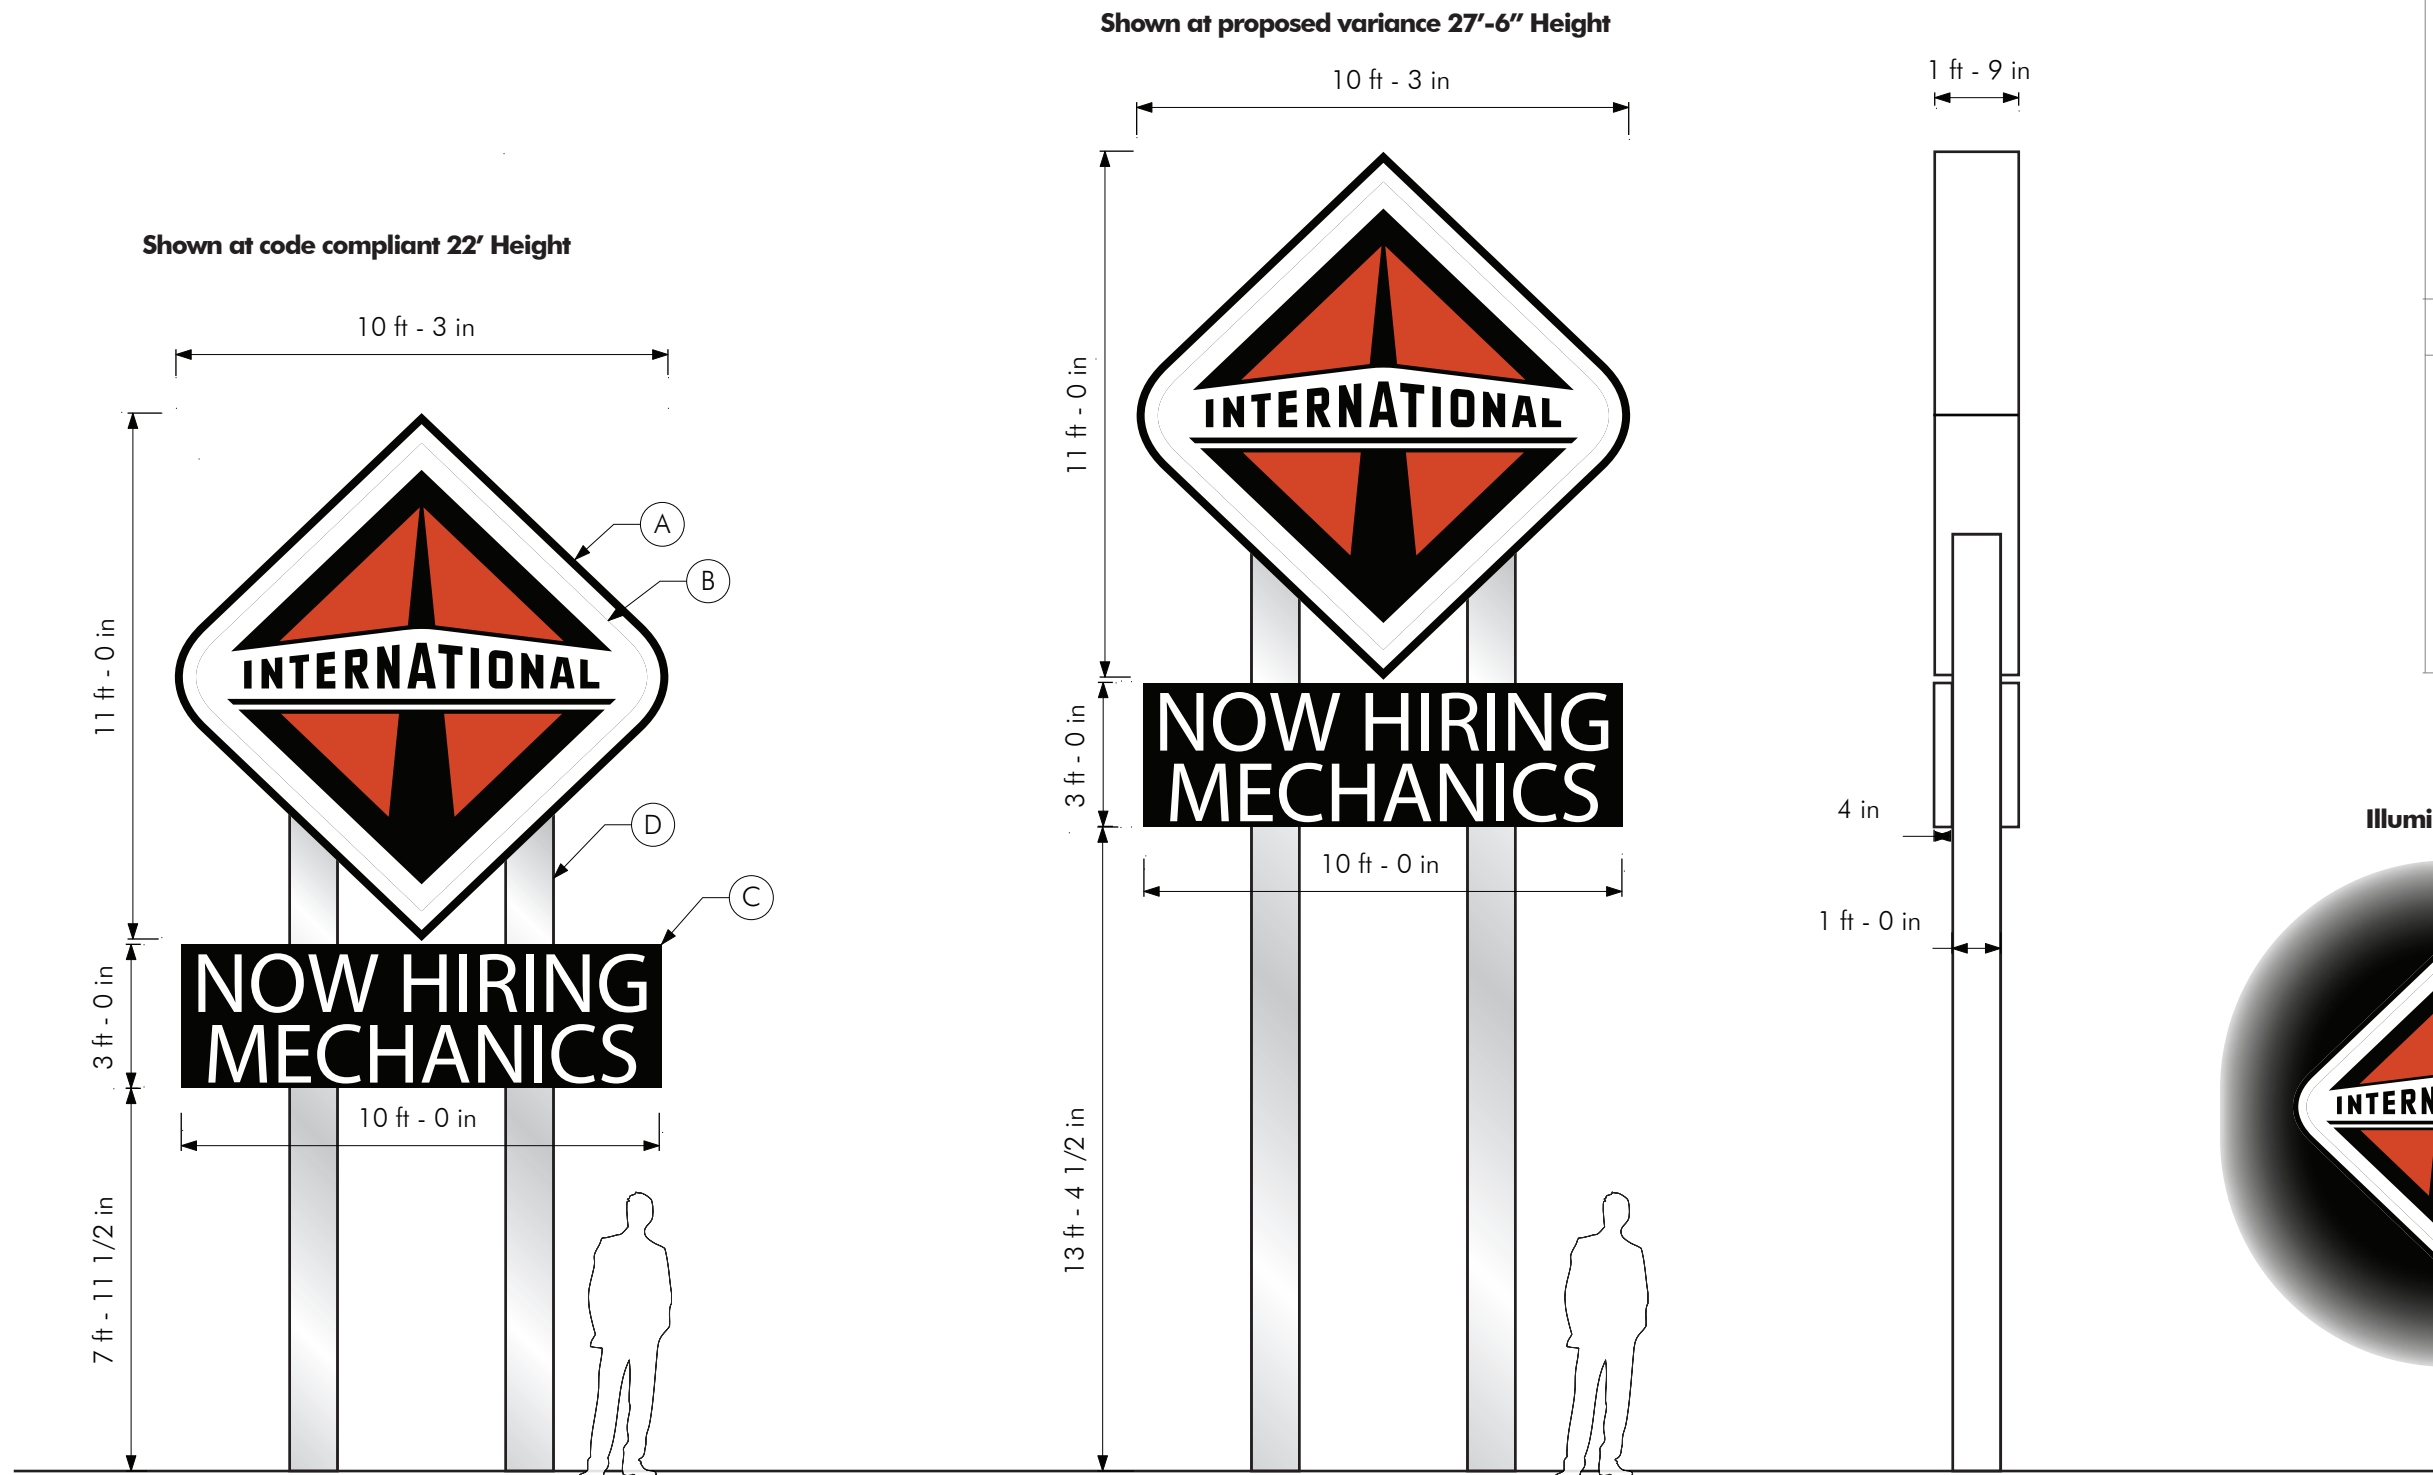 Shown at proposed variance 27'-6" Height
10 ft - 3 in
1 ft - 9 in
Shown at code compliant 22' Height
10 ft - 3 in
11 ft - 0 in
11 ft - 0 in
INTERNATIONAL
INTERNATIONAL
A
B
D
C
NOW HIRING
MECHANICS
3 ft - 0 in
10 ft - 0 in
7 ft - 11 1/2 in
NOW HIRING
MECHANICS
3 ft - 0 in
10 ft - 0 in
13 ft - 4 1/2 in
4 in
1 ft - 0 in
Illumi
INTERN